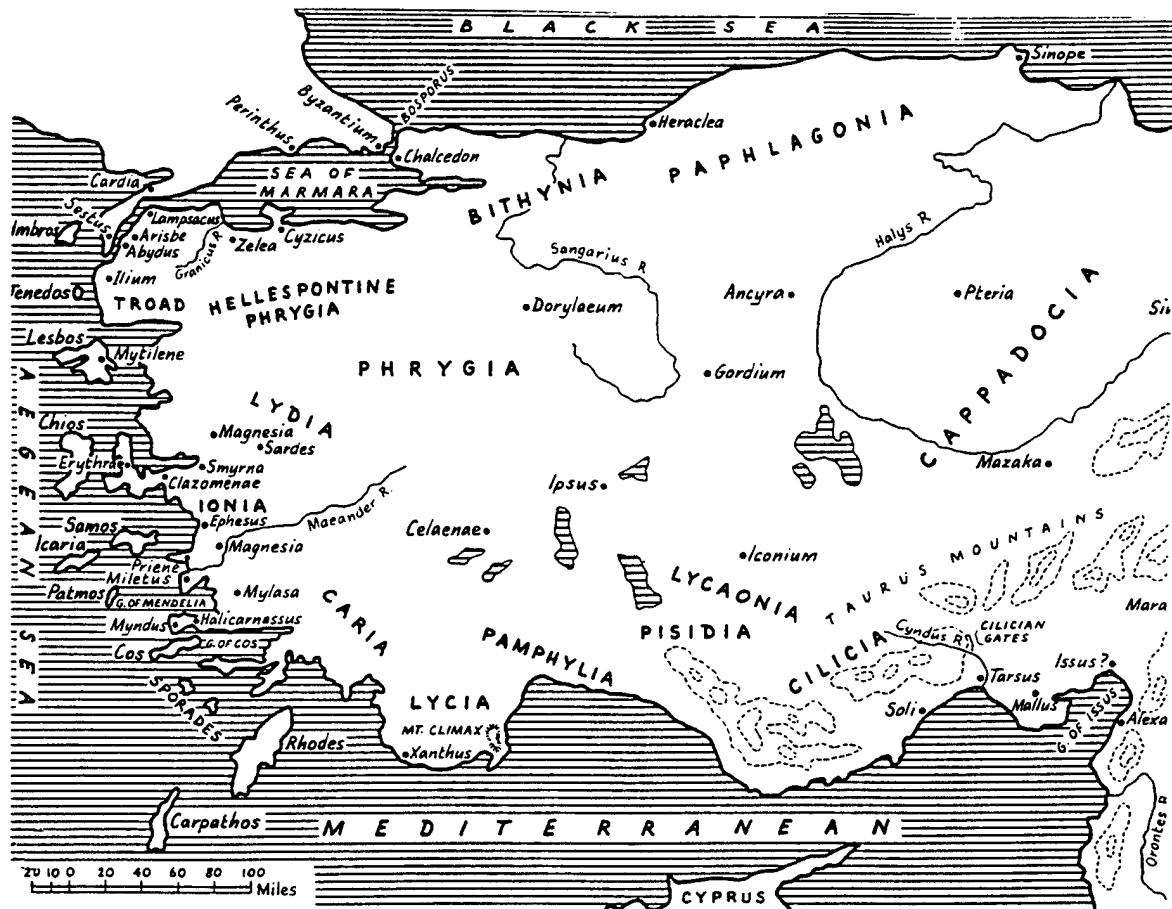 BLACK SEA
Sinope
BOSPORUS
Byzantium
Perinthus
Heraclea
Chalcedon
PAPHLAGONIA
SEA OF
MARMARA
BITHYNIA
Cardia
Sestus
Lampsacus
Imbros
Arisbe
Abydus
Granicus R.
Zelea
Cyzicus
Halys R.
Sangarius R.
Ilium
Tenedos
TROAD
HELLESPONTINE
PHRYGIA
Dorylaeum
Ancyra
Pteria
CAPPADOCIA
Lesbos
Mytilene
PHRYGIA
Gordium
AEGEAN SEA
LYDIA
Chios
Magnesia
Sardes
Erythrae
Smyrna
Clazomenae
Mazaka
Ipsus
IONIA
Ephesus
Maeander R.
Celaenae
Samos
Icaria
Magnesia
Iconium
TAURUS MOUNTAINS
Priene
Miletus
LYCAONIA
Patmos
G. OF MENDELIA
Mylasa
Mara
CARIA
Myndus
Halicarnassus
PISIDIA
PAMPHYLIA
CILICIA
Cyndus R.
CILICIAN
GATES
Cos
G. OF COS
Issus?
Tarsus
SPORADES
LYCIA
Mallus
Soli
G. OF ISSUS
Alexa
MT. CLIMAX
Rhodes
Xanthus
Carpathos
MEDITERRANEAN
Orontes R
20 10 0 20 40 60 80 100
Miles
CYPRUS